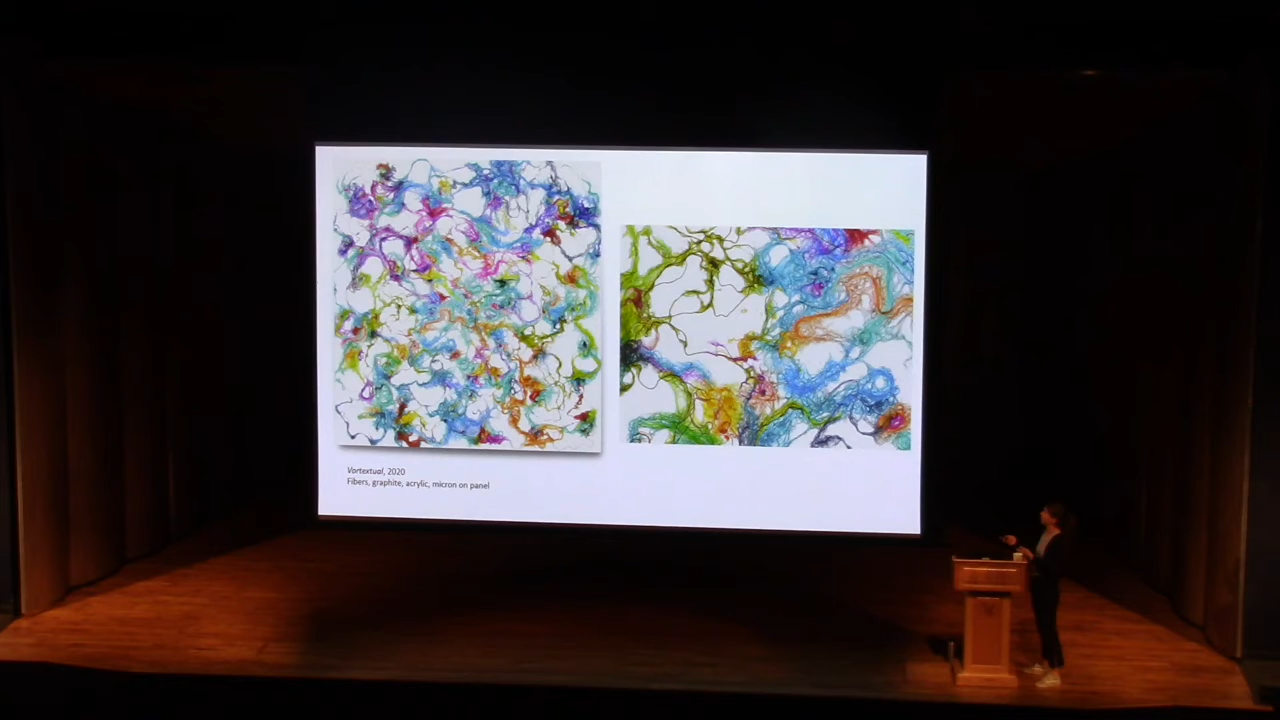 Vortextual, 2020
Fibers, graphite, acrylic, micron on panel